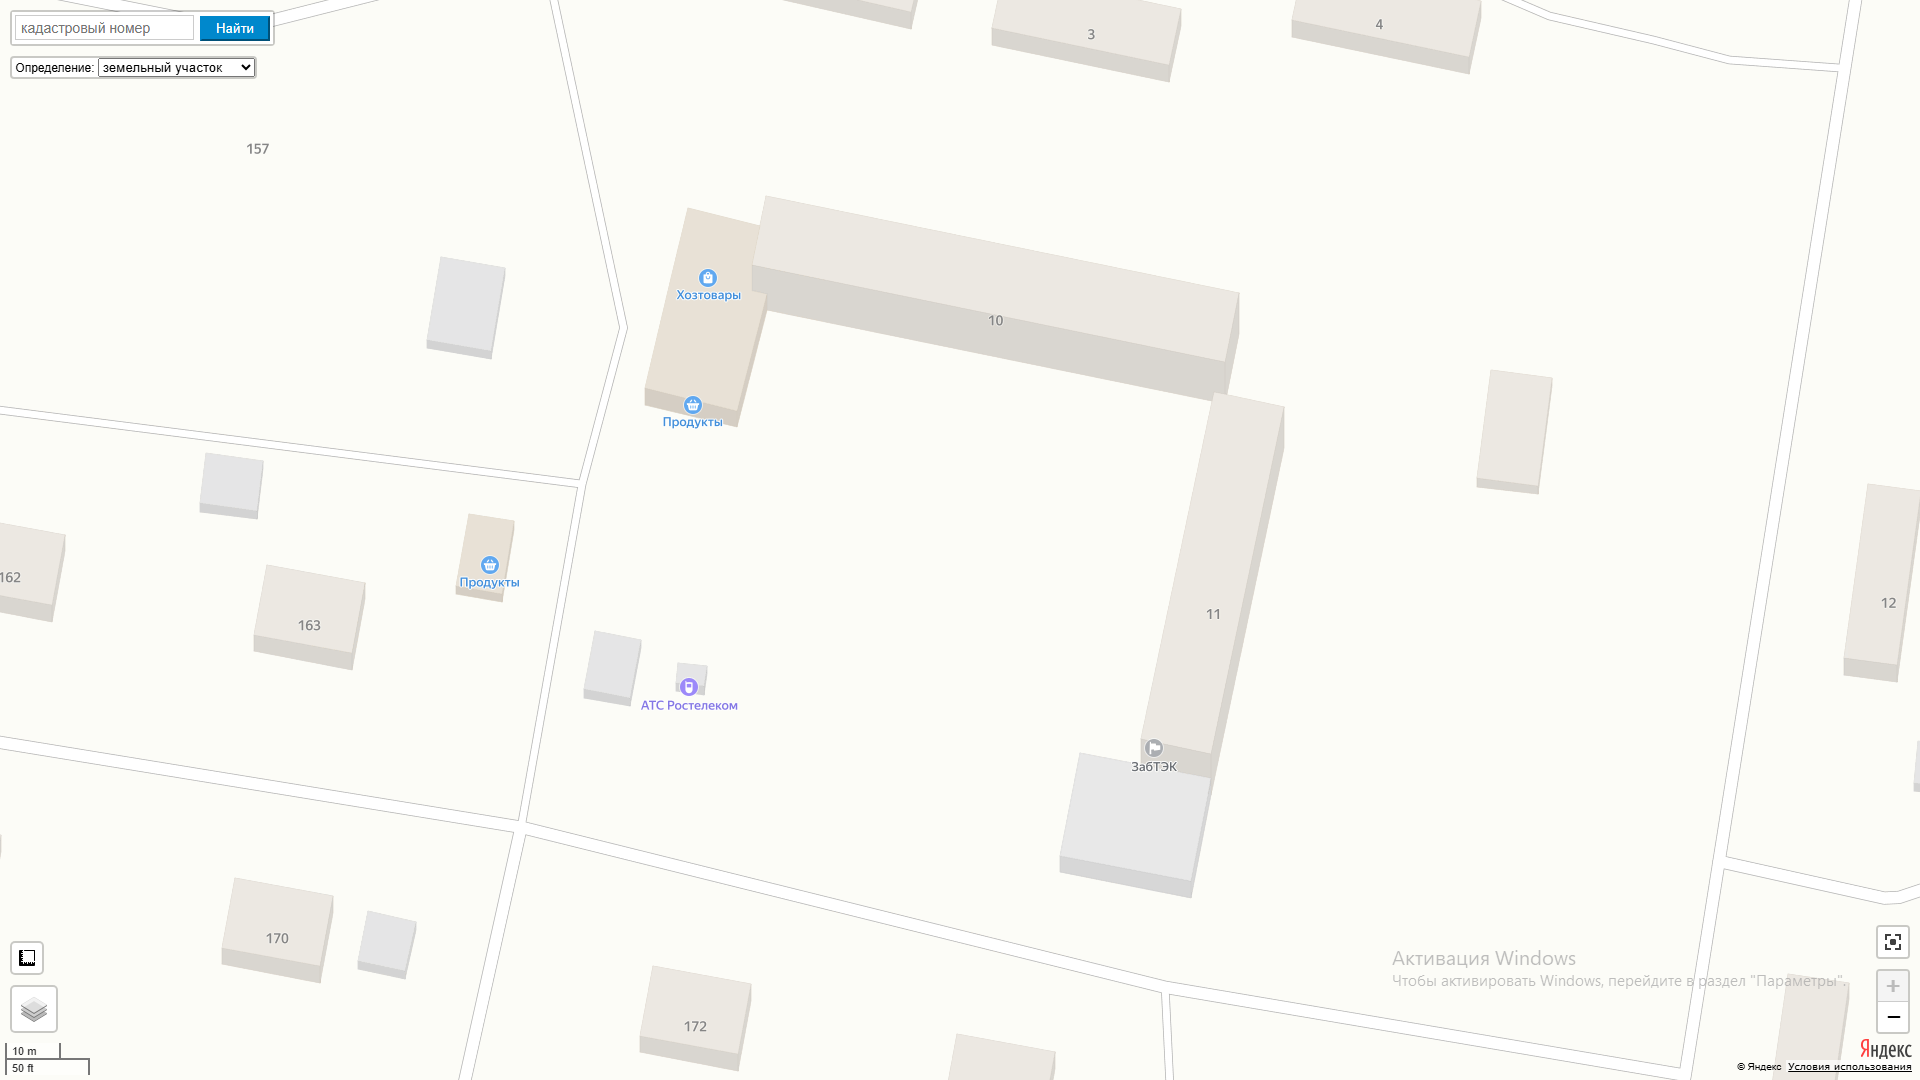 кадастровый номер
Найти
Определение: земельный участок
3
4
157
Хозтовары
10
Продукты
162
163
Продукты
11
12
АТС Ростелеком
ЗабТЭК
170
172
Активация Windows
Чтобы активировать Windows, перейдите в раздел "Параметры".
+
−
10 m
50 ft
Яндекс
© Яндекс Условия использования